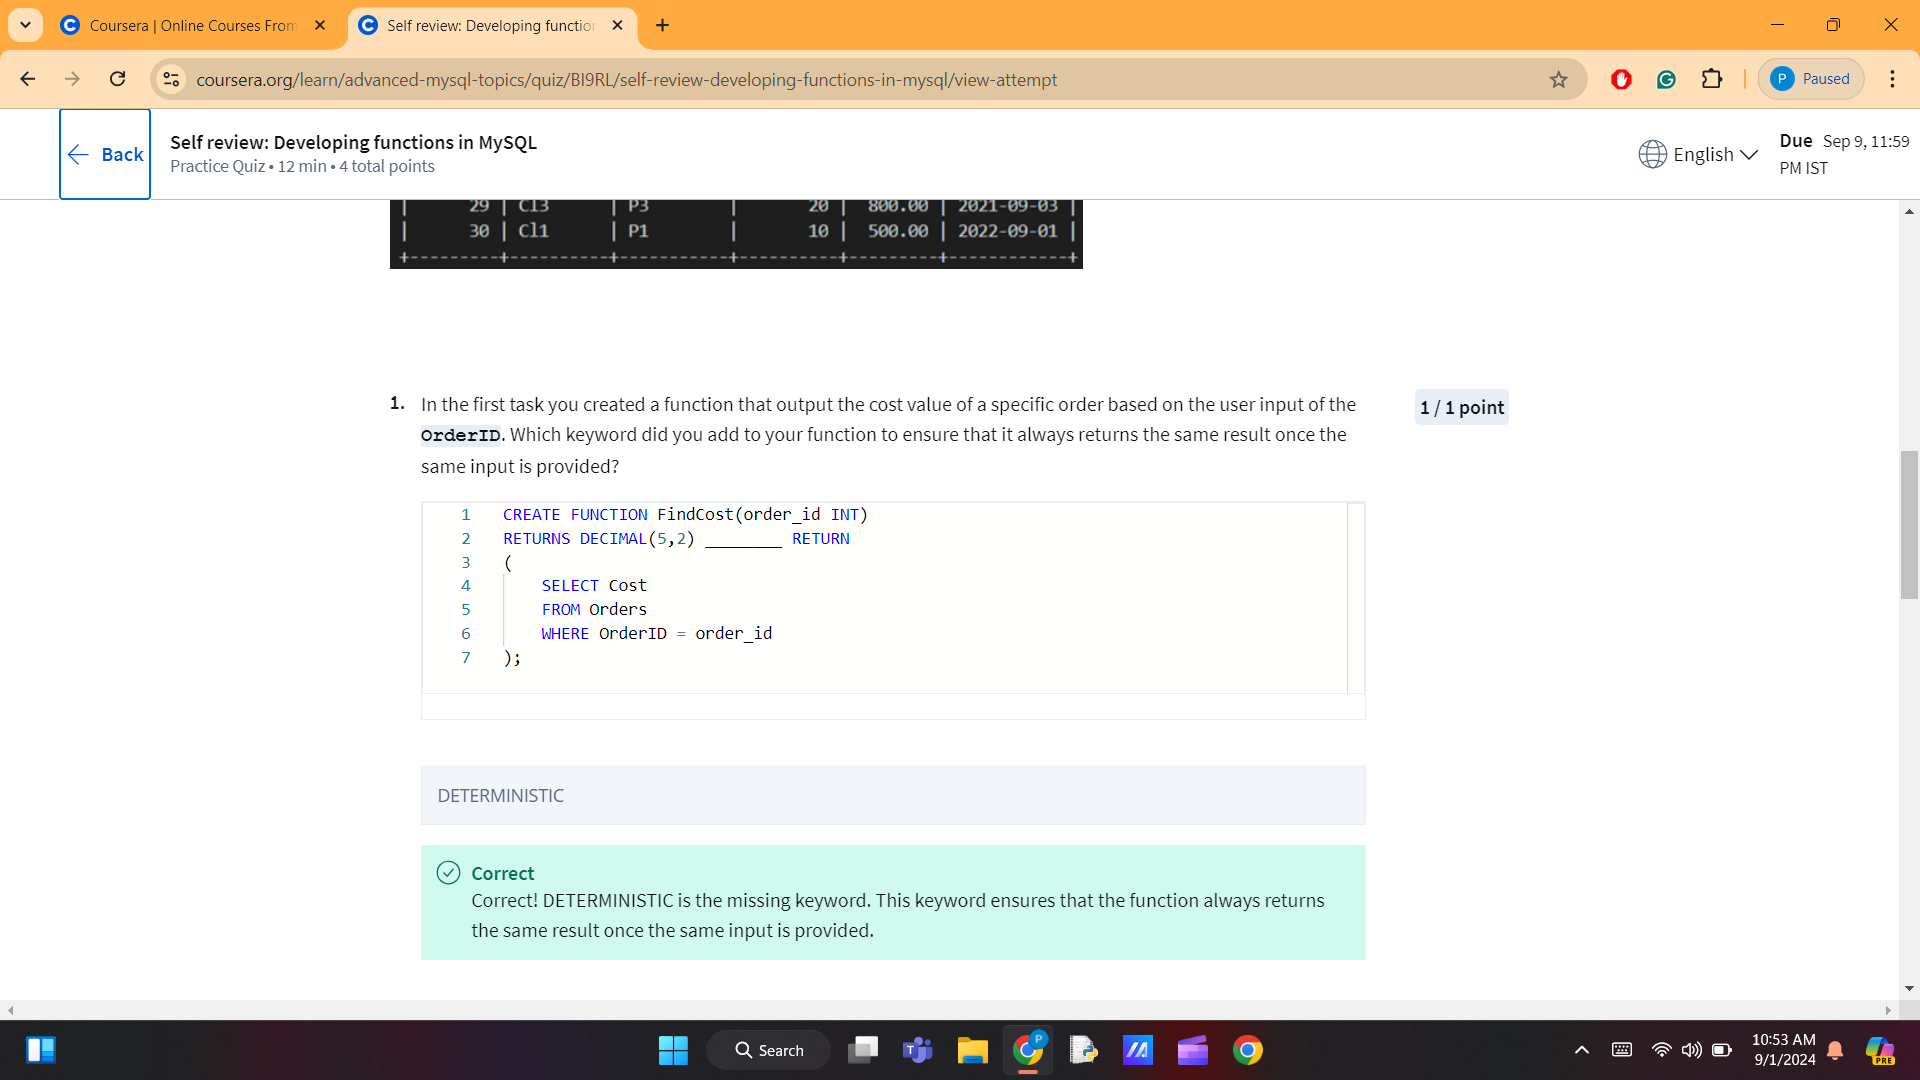 Coursera | Online Courses From
Self review: Developing function
coursera.org/learn/advanced-mysql-topics/quiz/BI9RL/self-review-developing-functions-in-mysql/view-attempt
P Paused
Back
Self review: Developing functions in MySQL
Practice Quiz • 12 min • 4 total points
English
Due Sep 9, 11:59
PM IST
| 29 | Cl3 | P3 | 20 | 800.00 | 2021-09-03 |
| 30 | Cl1 | P1 | 10 | 500.00 | 2022-09-01 |
+---------+----------+-----------+----------+---------+------------+
1. In the first task you created a function that output the cost value of a specific order based on the user input of the
OrderID. Which keyword did you add to your function to ensure that it always returns the same result once the
same input is provided?
1 / 1 point
1 CREATE FUNCTION FindCost(order_id INT)
2 RETURNS DECIMAL(5,2) ________ RETURN
3 (
4 SELECT Cost
5 FROM Orders
6 WHERE OrderID = order_id
7 );
DETERMINISTIC
Correct
Correct! DETERMINISTIC is the missing keyword. This keyword ensures that the function always returns
the same result once the same input is provided.
Search
10:53 AM
9/1/2024
PRE